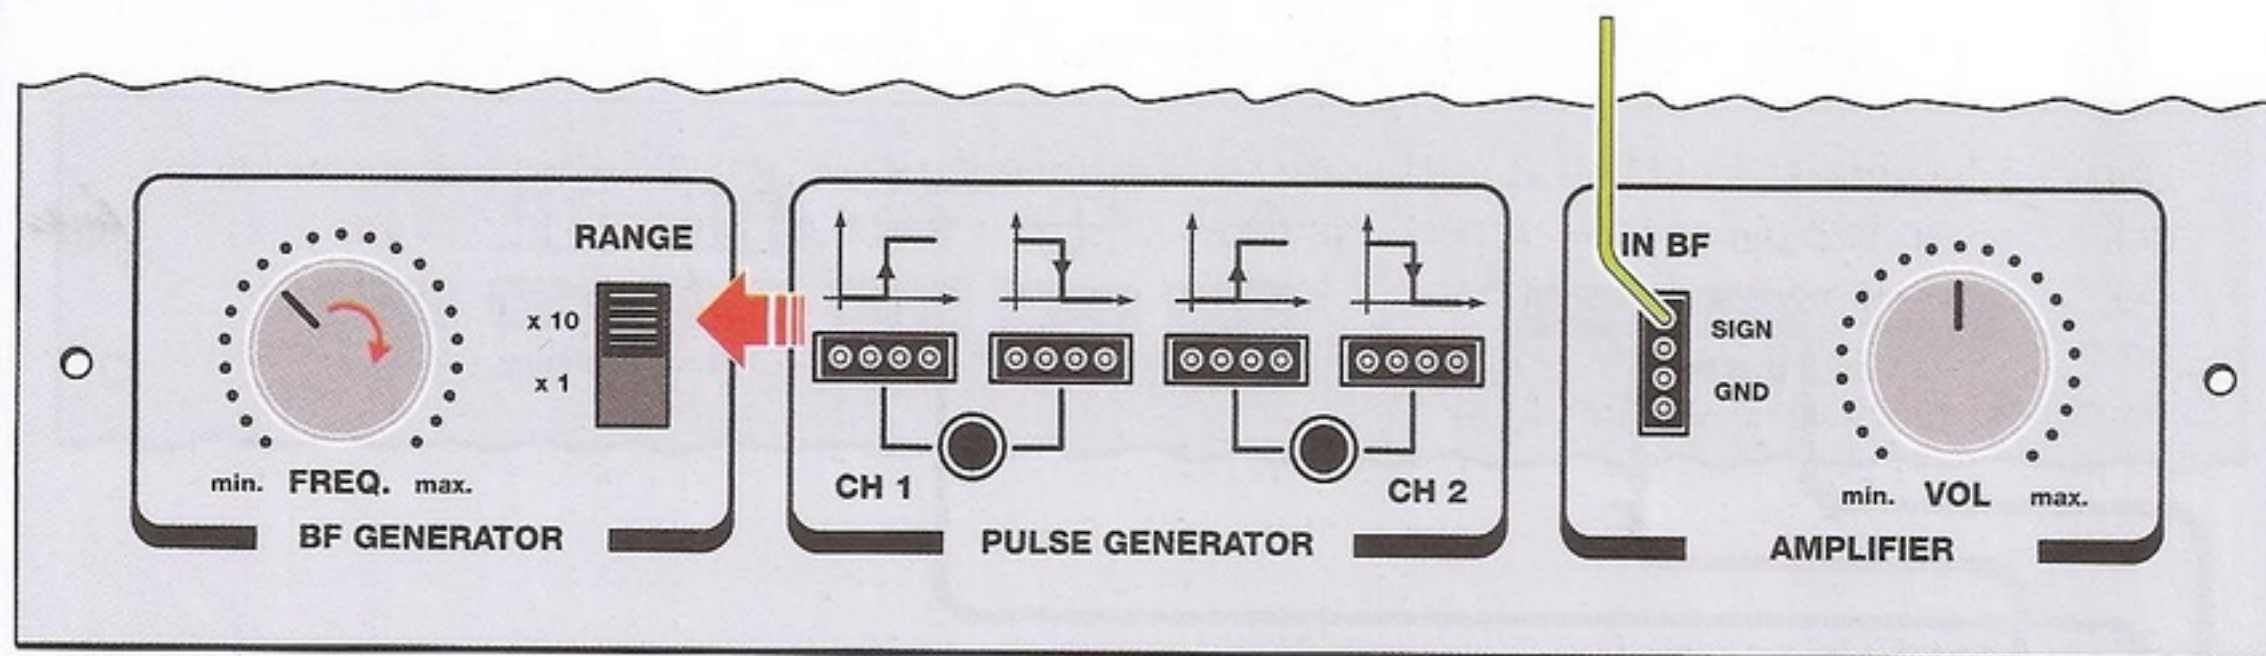 RANGE
x 10
x 1
min. FREQ. max.
BF GENERATOR
CH 1
CH 2
PULSE GENERATOR
IN BF
SIGN
GND
min. VOL max.
AMPLIFIER